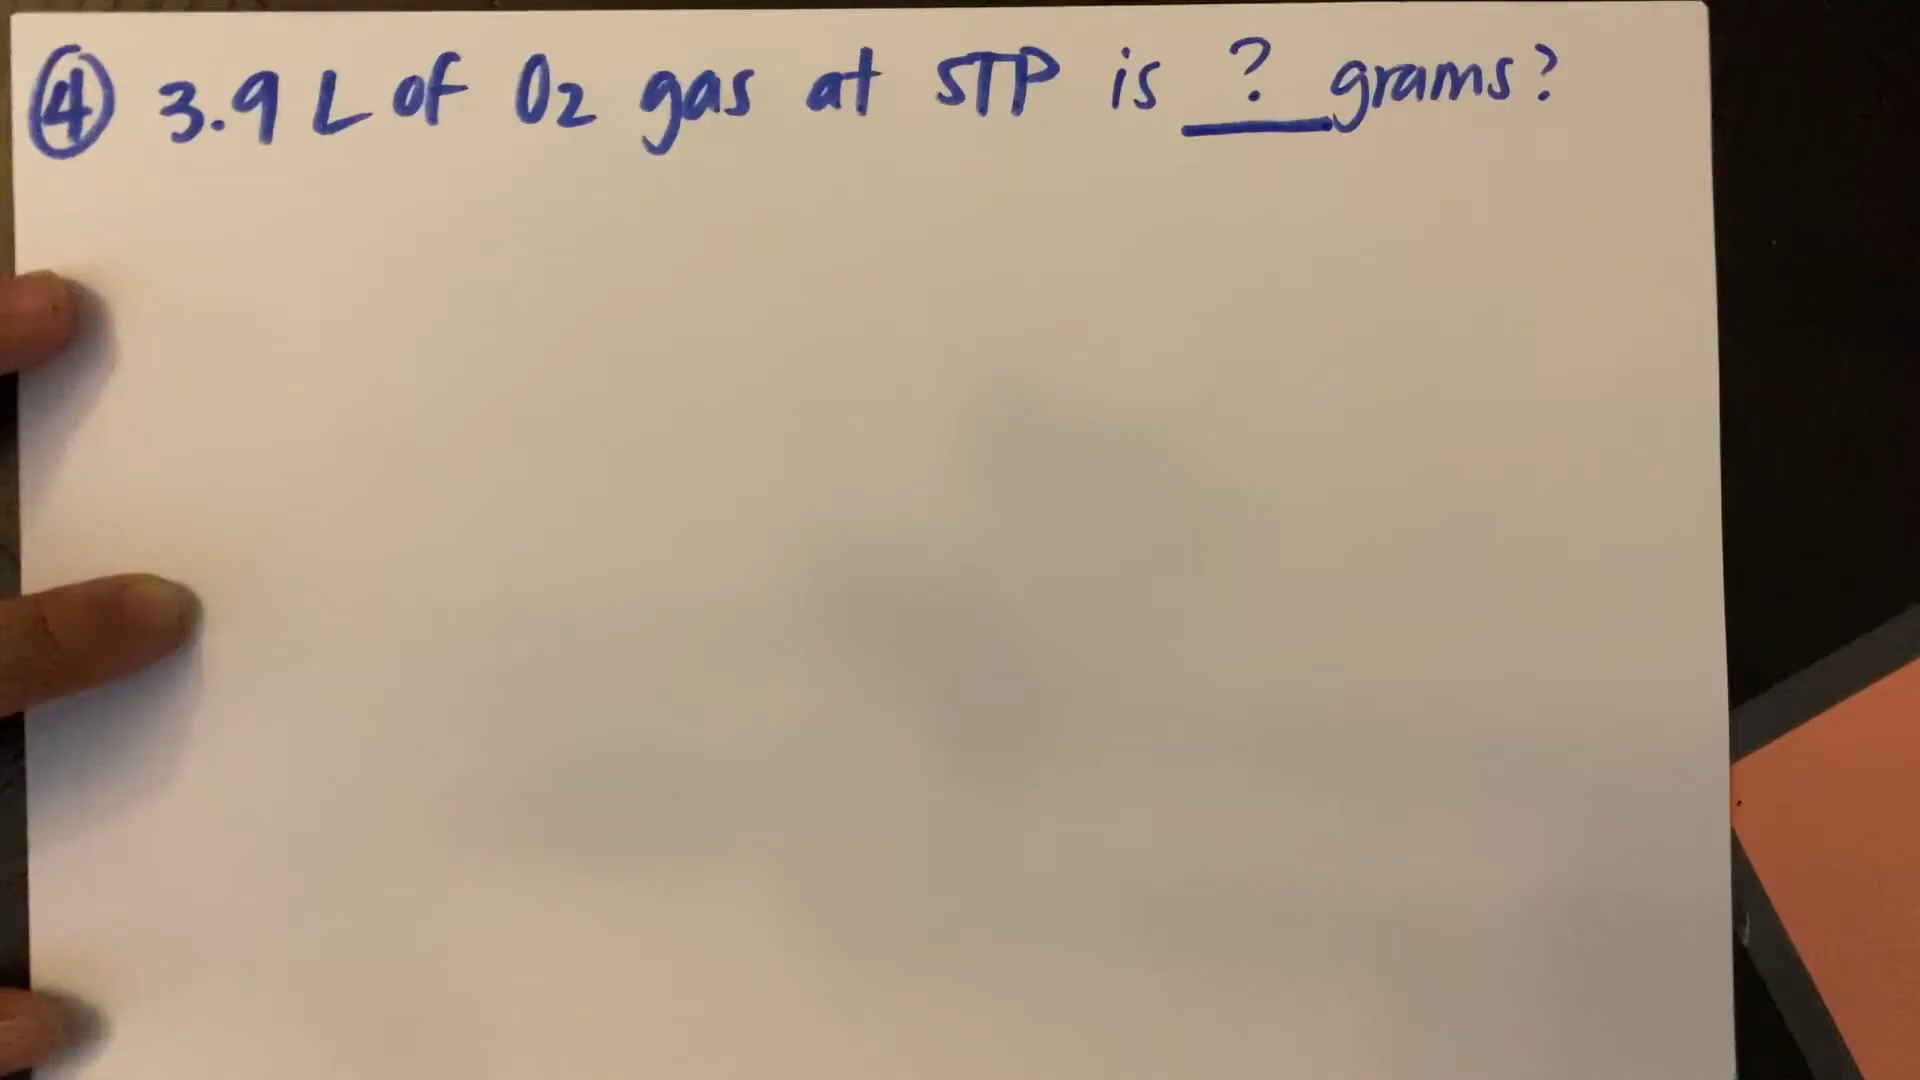 ④ 3.9 L of O₂ gas at STP is ? grams?